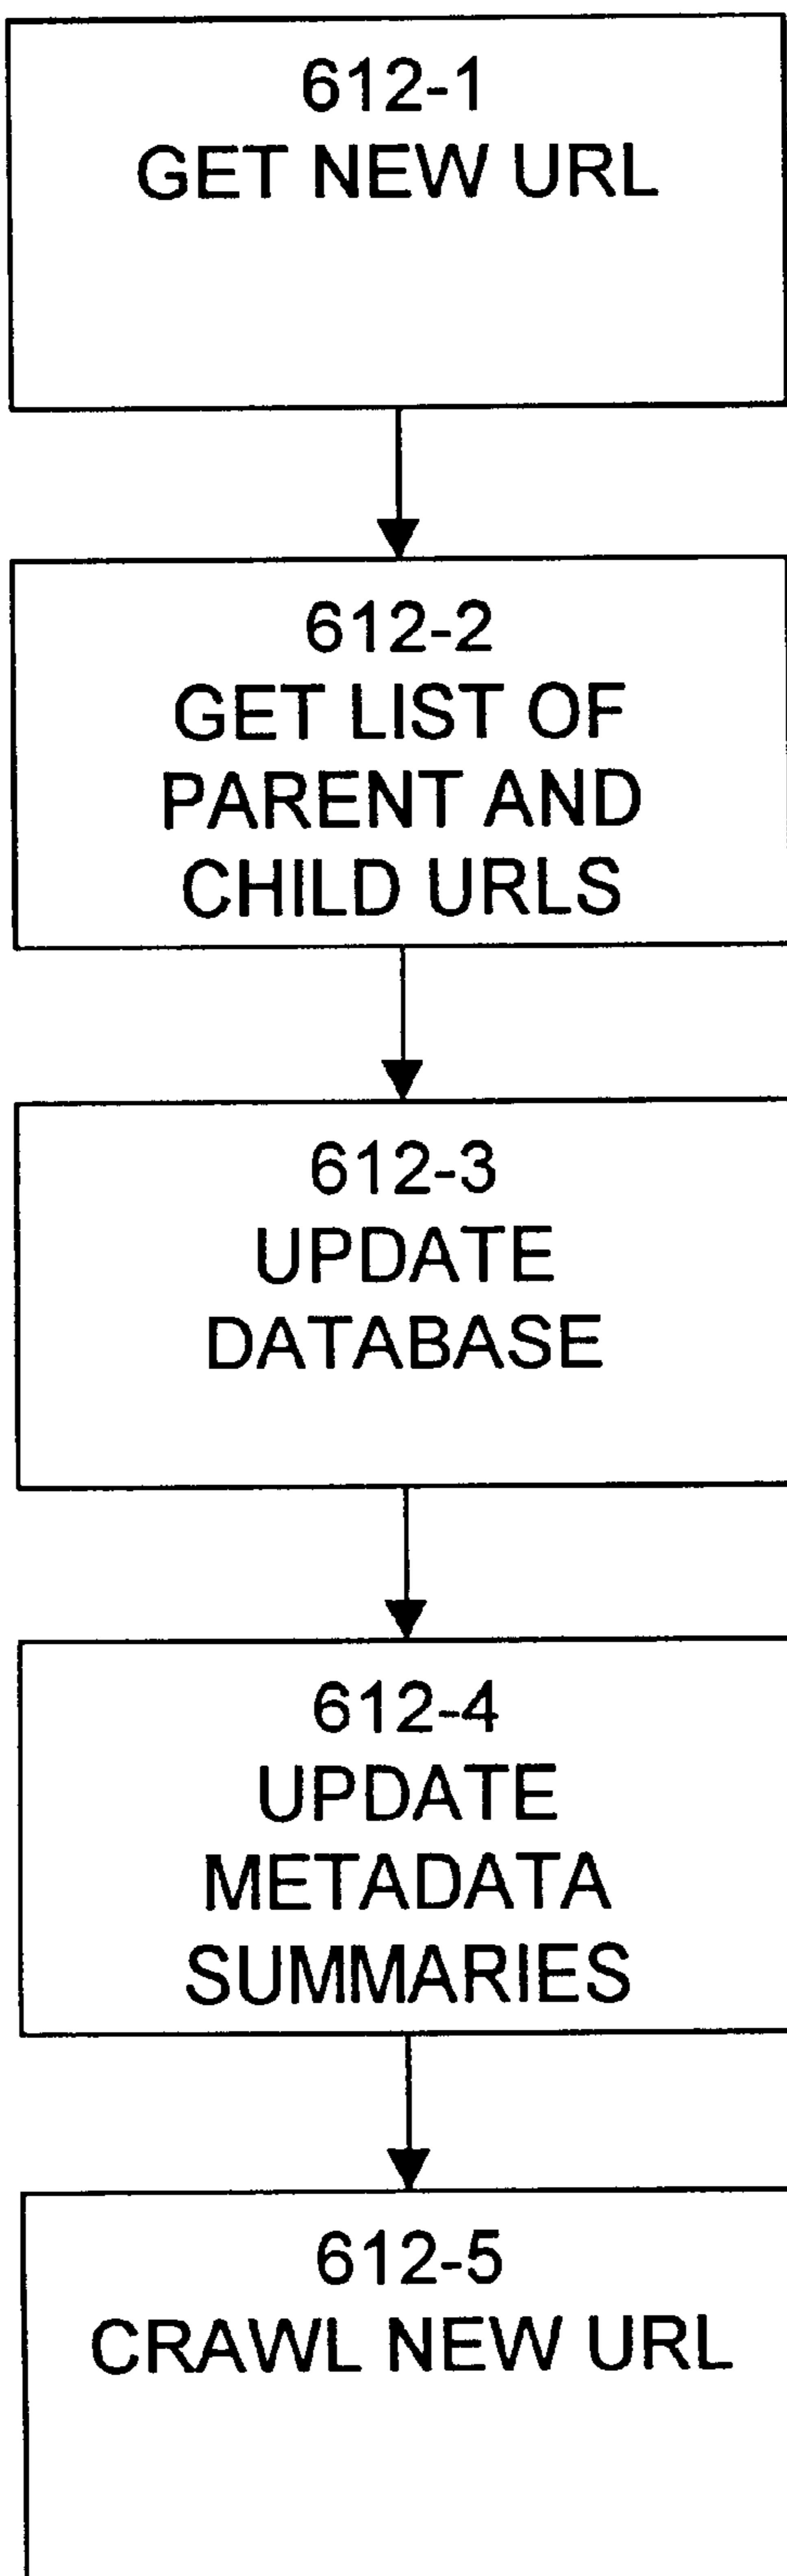 612-1
GET NEW URL
612-2
GET LIST OF
PARENT AND
CHILD URLS
612-3
UPDATE
DATABASE
612-4
UPDATE
METADATA
SUMMARIES
612-5
CRAWL NEW URL